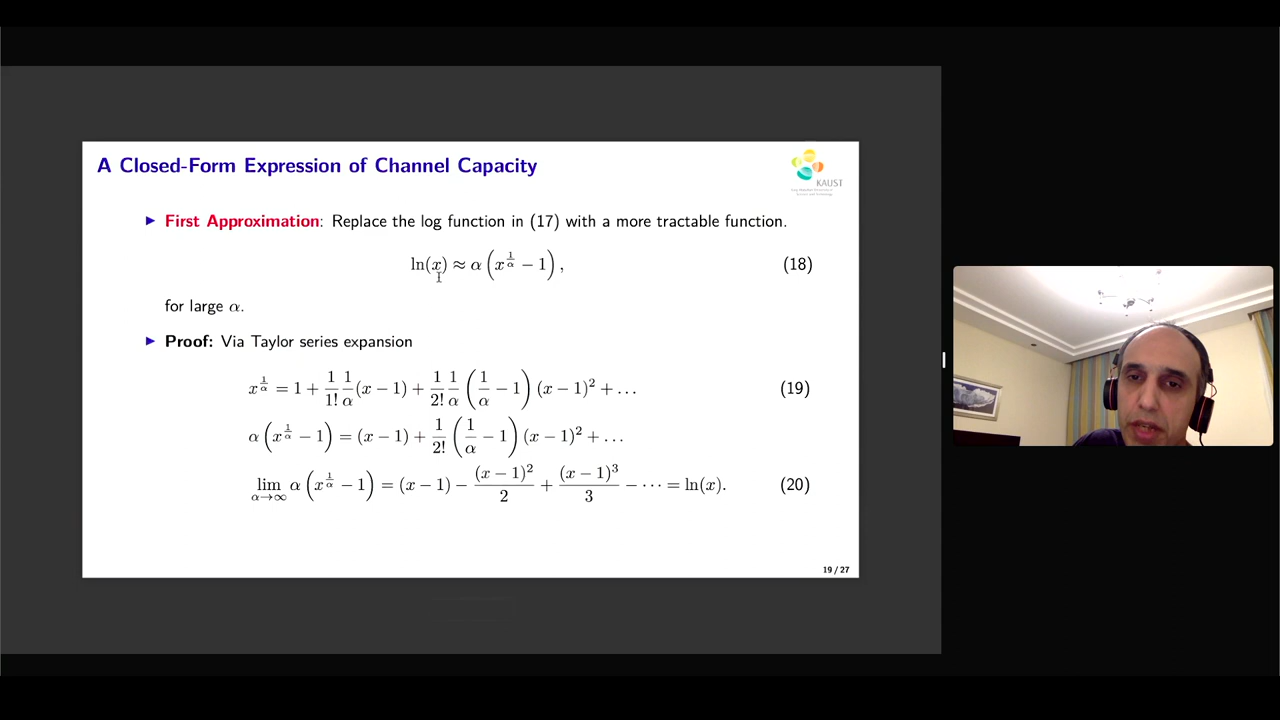 A Closed-Form Expression of Channel Capacity
KAUST
▶ First Approximation: Replace the log function in (17) with a more tractable function.
ln(x) ≈ α (x^{1/α} − 1), (18)
for large α.
▶ Proof: Via Taylor series expansion
x^{1/α} = 1 + 1/1! 1/α (x − 1) + 1/2! 1/α (1/α − 1) (x − 1)² + … (19)
α (x^{1/α} − 1) = (x − 1) + 1/2! (1/α − 1) (x − 1)² + …
lim_{α→∞} α (x^{1/α} − 1) = (x − 1) − (x − 1)²/2 + (x − 1)³/3 − ⋯ = ln(x). (20)
19 / 27